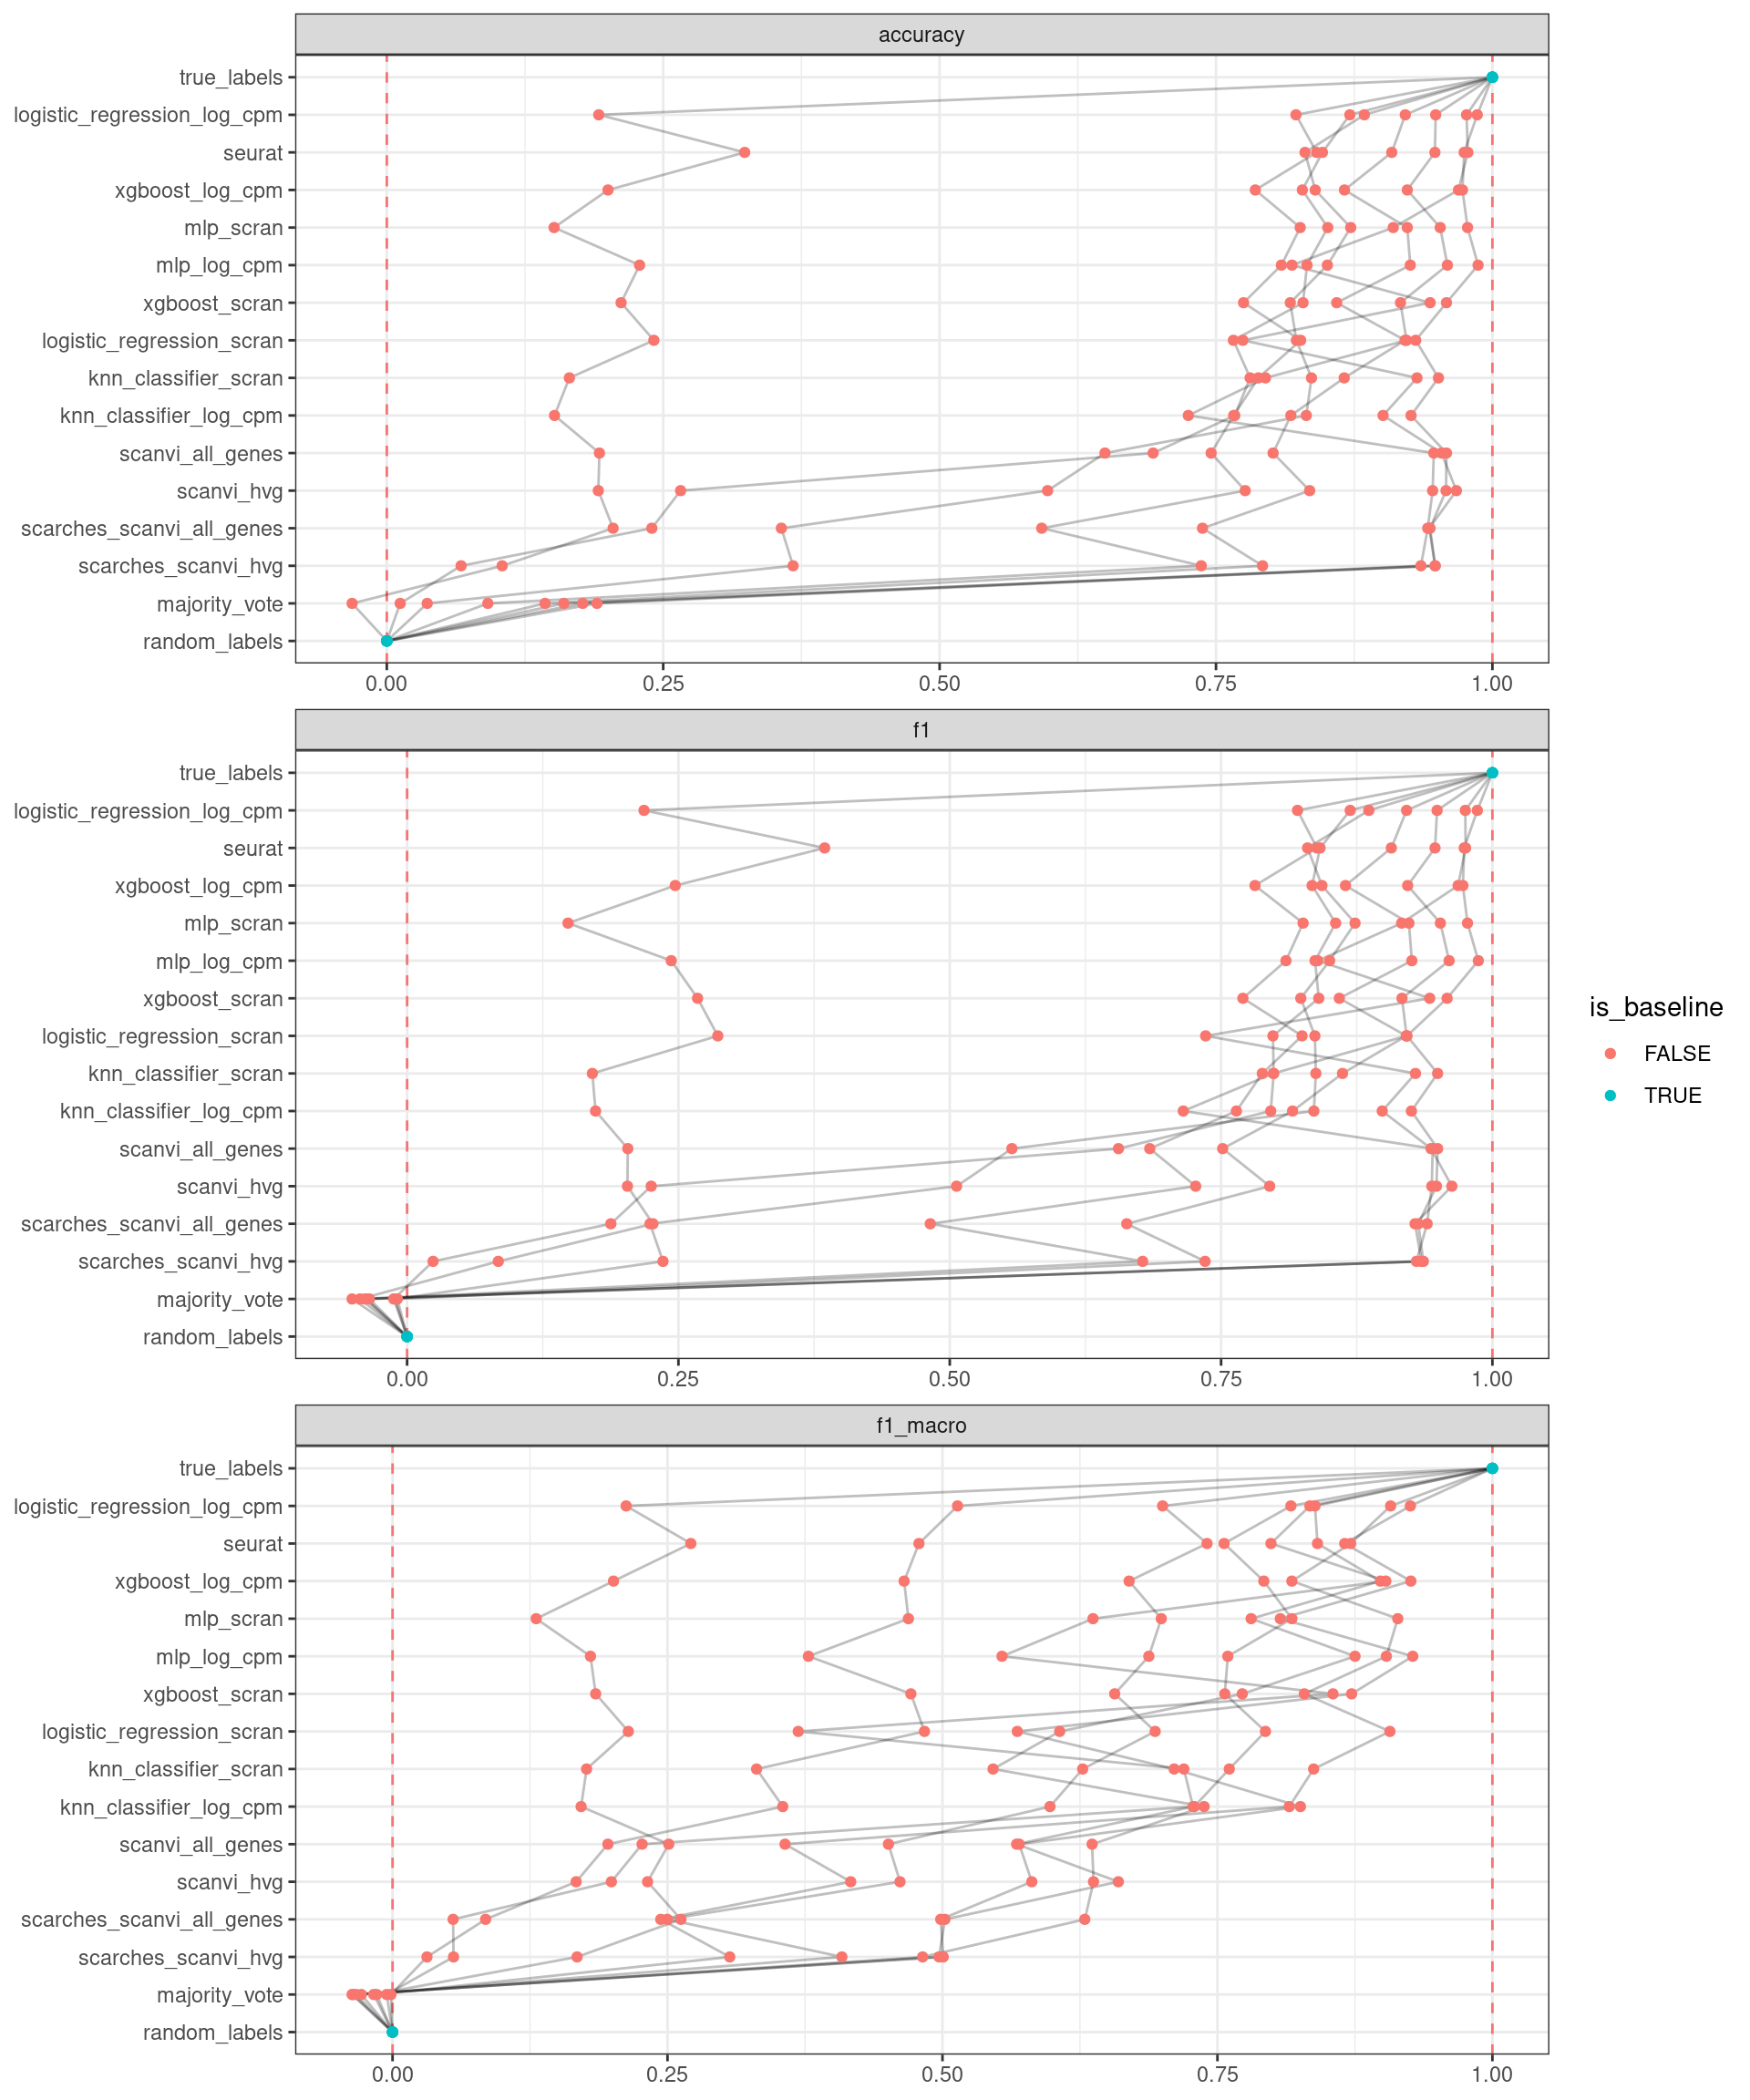 accuracy
true_labels
logistic_regression_log_cpm
seurat
xgboost_log_cpm
mlp_scran
mlp_log_cpm
xgboost_scran
logistic_regression_scran
knn_classifier_scran
knn_classifier_log_cpm
scanvi_all_genes
scanvi_hvg
scarches_scanvi_all_genes
scarches_scanvi_hvg
majority_vote
random_labels
0.00 0.25 0.50 0.75 1.00
f1
true_labels
logistic_regression_log_cpm
seurat
xgboost_log_cpm
mlp_scran
mlp_log_cpm
xgboost_scran
logistic_regression_scran
knn_classifier_scran
knn_classifier_log_cpm
scanvi_all_genes
scanvi_hvg
scarches_scanvi_all_genes
scarches_scanvi_hvg
majority_vote
random_labels
0.00 0.25 0.50 0.75 1.00
f1_macro
true_labels
logistic_regression_log_cpm
seurat
xgboost_log_cpm
mlp_scran
mlp_log_cpm
xgboost_scran
logistic_regression_scran
knn_classifier_scran
knn_classifier_log_cpm
scanvi_all_genes
scanvi_hvg
scarches_scanvi_all_genes
scarches_scanvi_hvg
majority_vote
random_labels
0.00 0.25 0.50 0.75 1.00
is_baseline
FALSE
TRUE